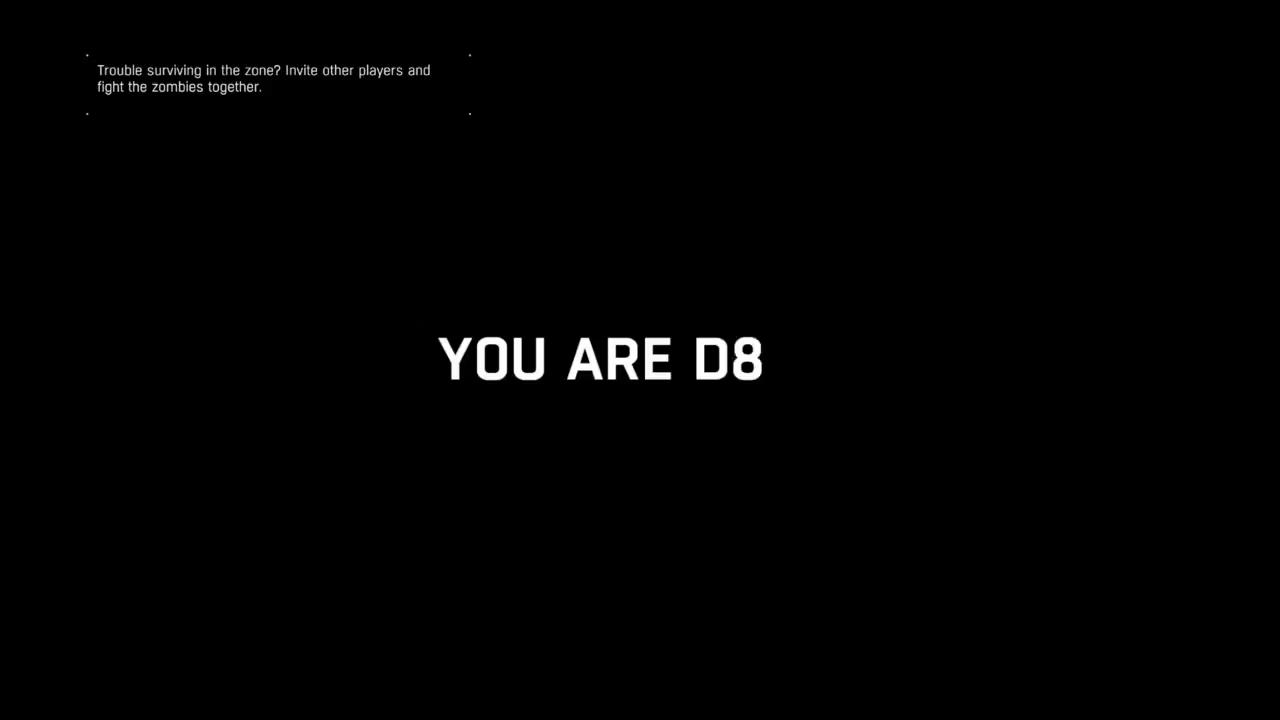 Trouble surviving in the zone? Invite other players and
fight the zombies together.
YOU ARE D8